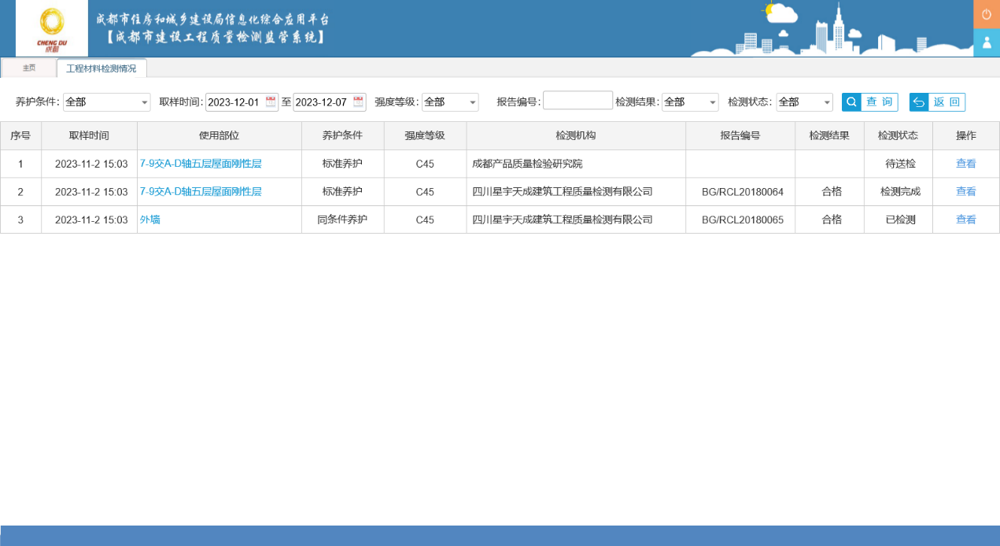 成都市住房和城乡建设局信息化综合应用平台
【成都市建设工程质量检测监管系统】
CHENG DU
成都
主页 工程材料检测情况
养护条件: 全部 取样时间: 2023-12-01 至 2023-12-07 强度等级: 全部 报告编号: 检测结果: 全部 检测状态: 全部 查 询 返 回
序号 取样时间 使用部位 养护条件 强度等级 检测机构 报告编号 检测结果 检测状态 操作
1 2023-11-2 15:03 7-9交A-D轴五层屋面刚性层 标准养护 C45 成都产品质量检验研究院 待送检 查看
2 2023-11-2 15:03 7-9交A-D轴五层屋面刚性层 标准养护 C45 四川星宇天成建筑工程质量检测有限公司 BG/RCL20180064 合格 检测完成 查看
3 2023-11-2 15:03 外墙 同条件养护 C45 四川星宇天成建筑工程质量检测有限公司 BG/RCL20180065 合格 已检测 查看